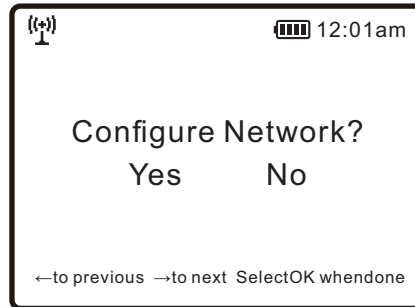 12:01am
Configure Network?
Yes No
←to previous →to next SelectOK whendone